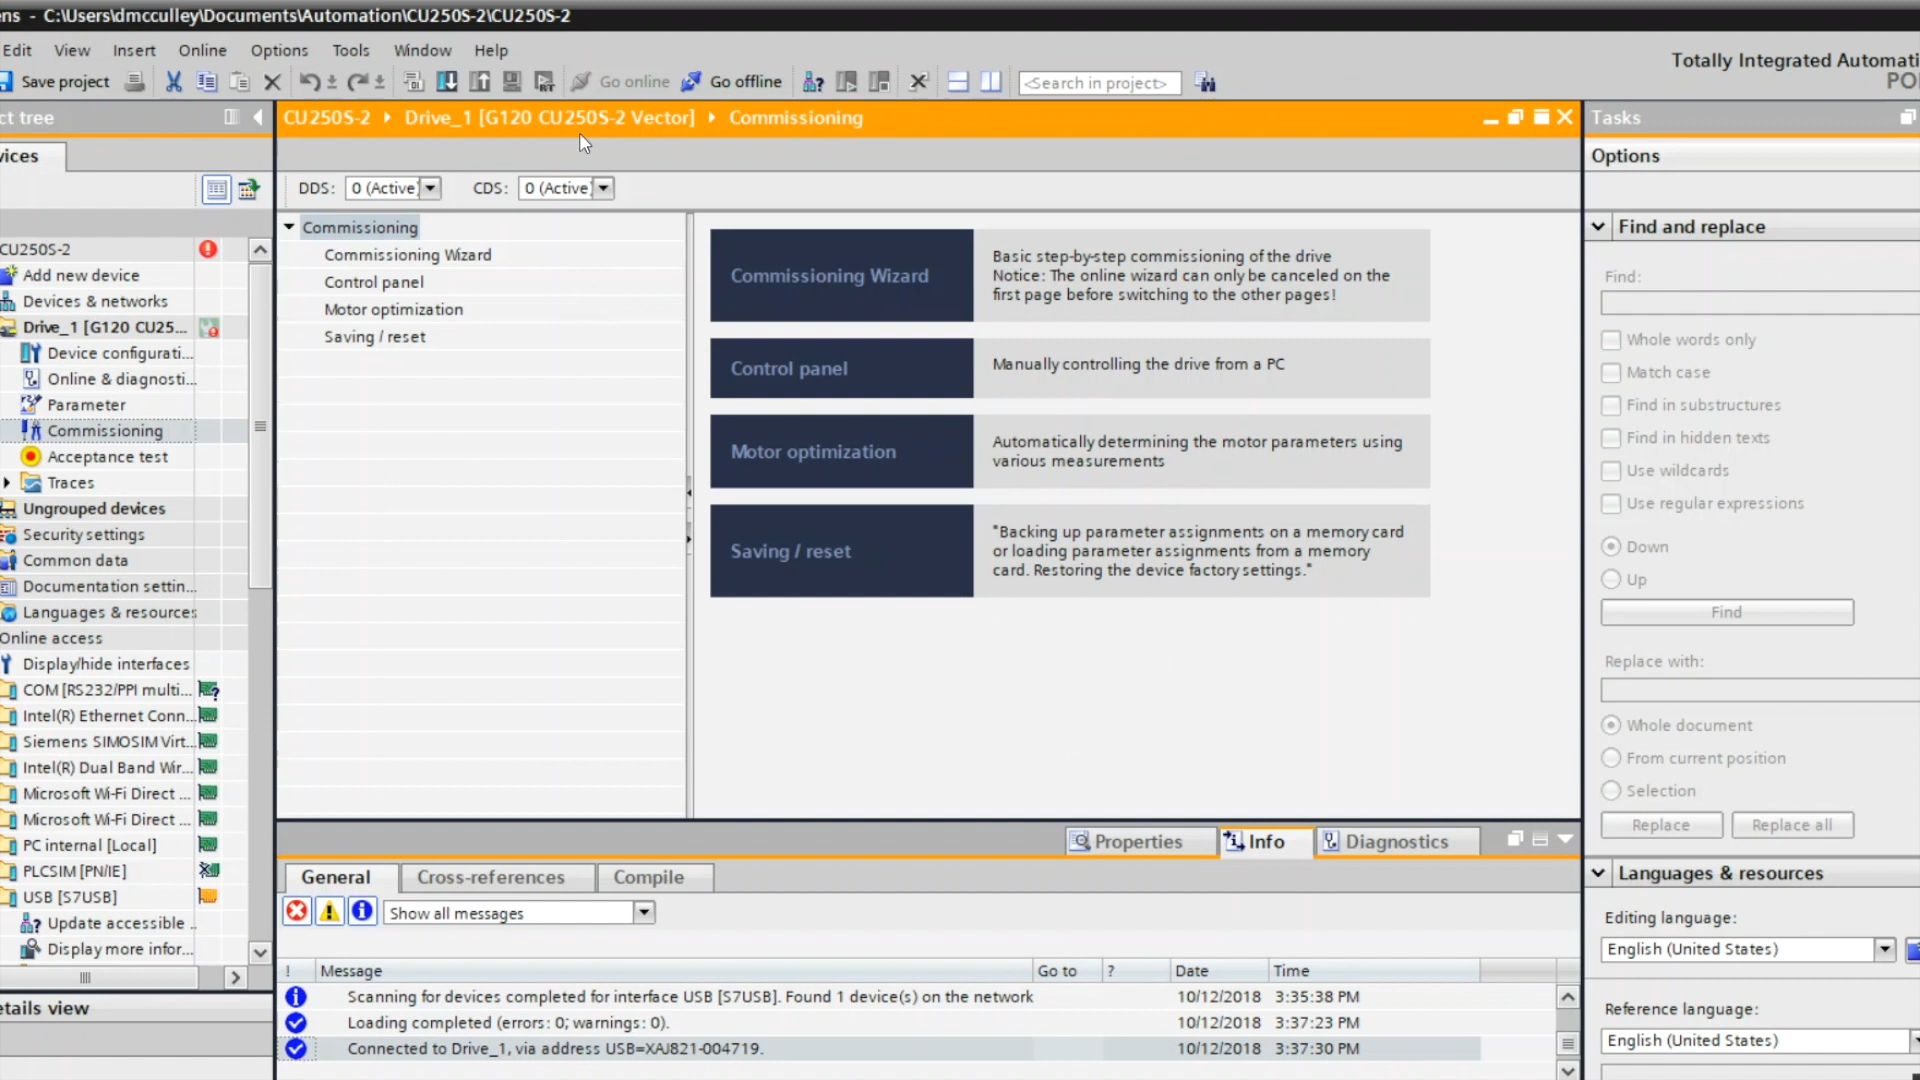 ens - C:\Users\dmcculley\Documents\Automation\CU250S-2\CU250S-2
Edit View Insert Online Options Tools Window Help
Totally Integrated Automati
PO
Save project Go online Go offline <Search in project>
ct tree
CU250S-2 Drive_1 [G120 CU250S-2 Vector] Commissioning
Tasks
vices
Options
DDS: 0 (Active) CDS: 0 (Active)
Commissioning
Commissioning Wizard
Control panel
Motor optimization
Saving / reset
CU250S-2
Add new device
Devices & networks
Drive_1 [G120 CU25...
Device configurati...
Online & diagnosti...
Parameter
Commissioning
Acceptance test
Traces
Ungrouped devices
Security settings
Common data
Documentation settin...
Languages & resources
Online access
Display/hide interfaces
COM [RS232/PPI multi...
Intel(R) Ethernet Conn...
Siemens SIMOSIM Virt...
Intel(R) Dual Band Wir...
Microsoft Wi-Fi Direct ...
Microsoft Wi-Fi Direct ...
PC internal [Local]
PLCSIM [PN/IE]
USB [S7USB]
Update accessible ..
Display more infor...
etails view
Commissioning Wizard
Basic step-by-step commissioning of the drive
Notice: The online wizard can only be canceled on the
first page before switching to the other pages!
Control panel
Manually controlling the drive from a PC
Motor optimization
Automatically determining the motor parameters using
various measurements
Saving / reset
"Backing up parameter assignments on a memory card
or loading parameter assignments from a memory
card. Restoring the device factory settings."
Properties Info Diagnostics
General Cross-references Compile
Show all messages
! Message Go to ? Date Time
Scanning for devices completed for interface USB [S7USB]. Found 1 device(s) on the network 10/12/2018 3:35:38 PM
Loading completed (errors: 0; warnings: 0). 10/12/2018 3:37:23 PM
Connected to Drive_1, via address USB=XAJ821-004719. 10/12/2018 3:37:30 PM
Find and replace
Find:
Whole words only
Match case
Find in substructures
Find in hidden texts
Use wildcards
Use regular expressions
Down
Up
Find
Replace with:
Whole document
From current position
Selection
Replace Replace all
Languages & resources
Editing language:
English (United States)
Reference language:
English (United States)